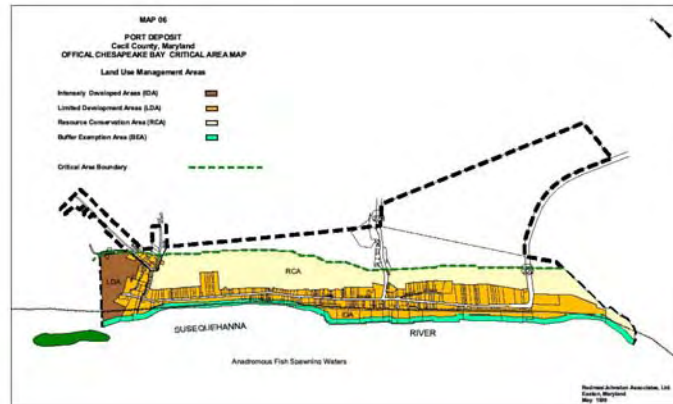 MAP 06
PORT DEPOSIT
Cecil County, Maryland
OFFICAL CHESAPEAKE BAY CRITICAL AREA MAP
Land Use Management Areas
Intensely Developed Areas (IDA)
Limited Development Areas (LDA)
Resource Conservation Area (RCA)
Buffer Exemption Area (BEA)
Critical Area Boundary
RCA
LDA
SUSEQUEHANNA
RIVER
Anadromous Fish Spawning Waters
Redman/Johnston Associates, Ltd.
Easton, Maryland